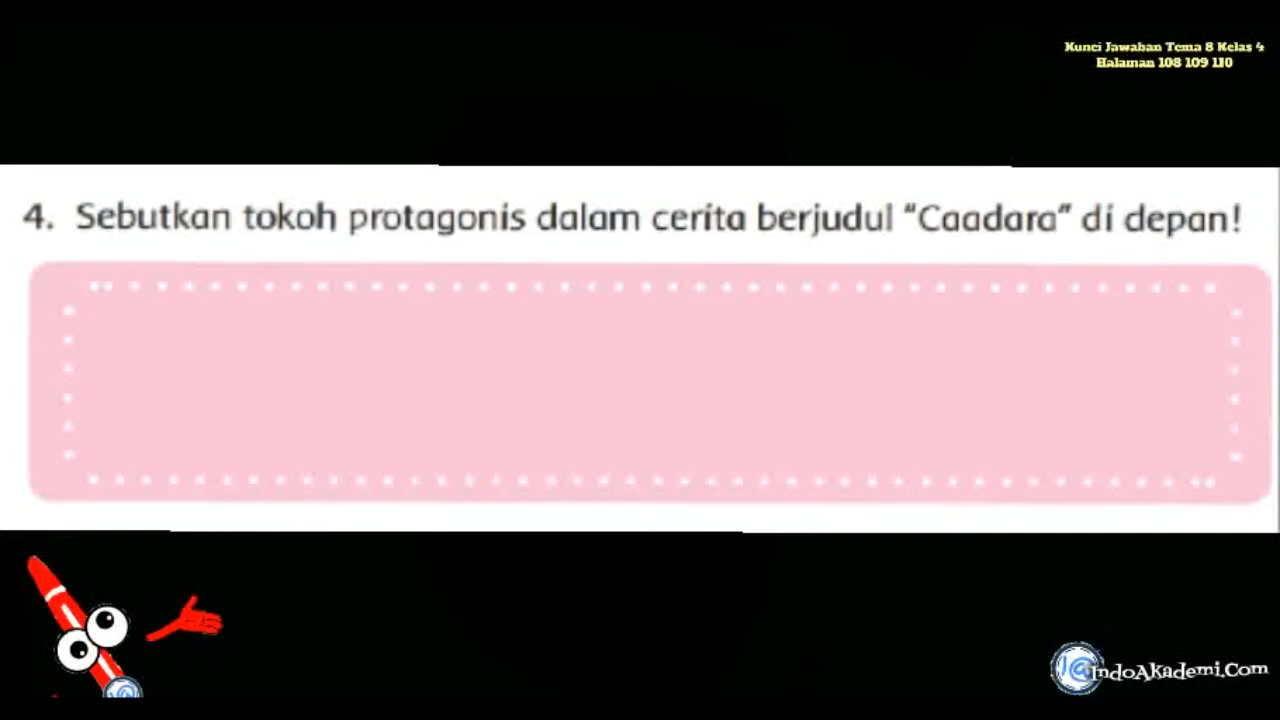 Kunci Jawaban Tema 8 Kelas 4
Halaman 108 109 110
4. Sebutkan tokoh protagonis dalam cerita berjudul "Caadara" di depan!
IndoAkademi.Com